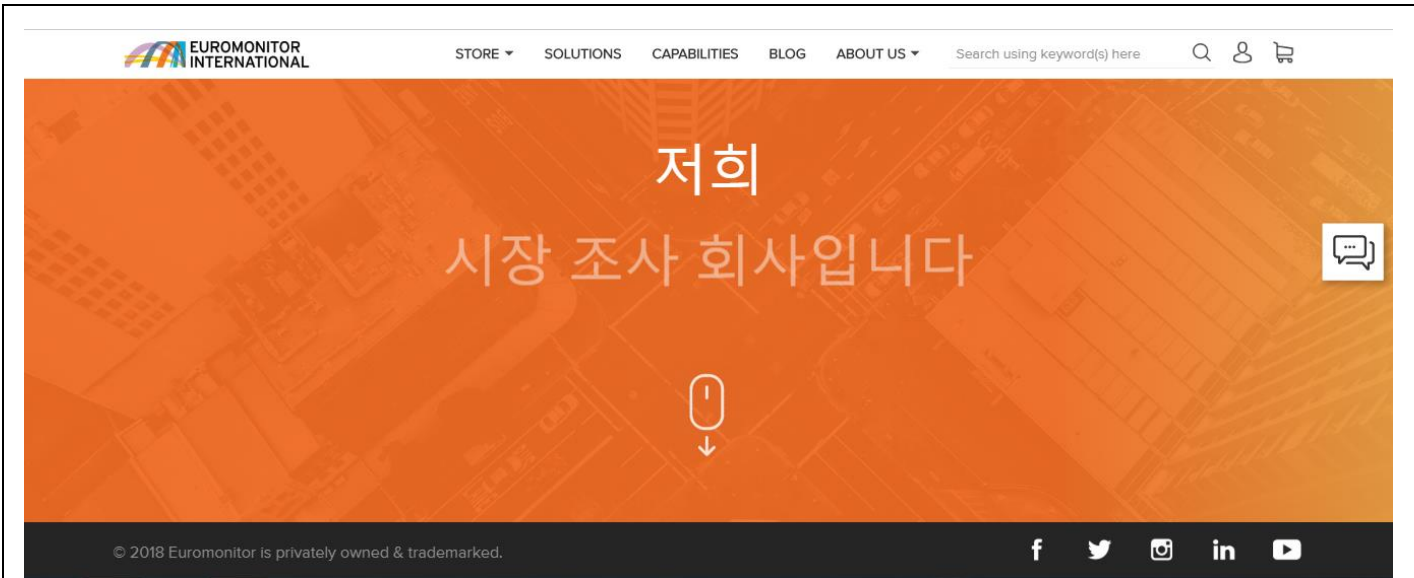 EUROMONITOR
INTERNATIONAL
STORE SOLUTIONS CAPABILITIES BLOG ABOUT US Search using keyword(s) here
저희
시장 조사 회사입니다
© 2018 Euromonitor is privately owned & trademarked.